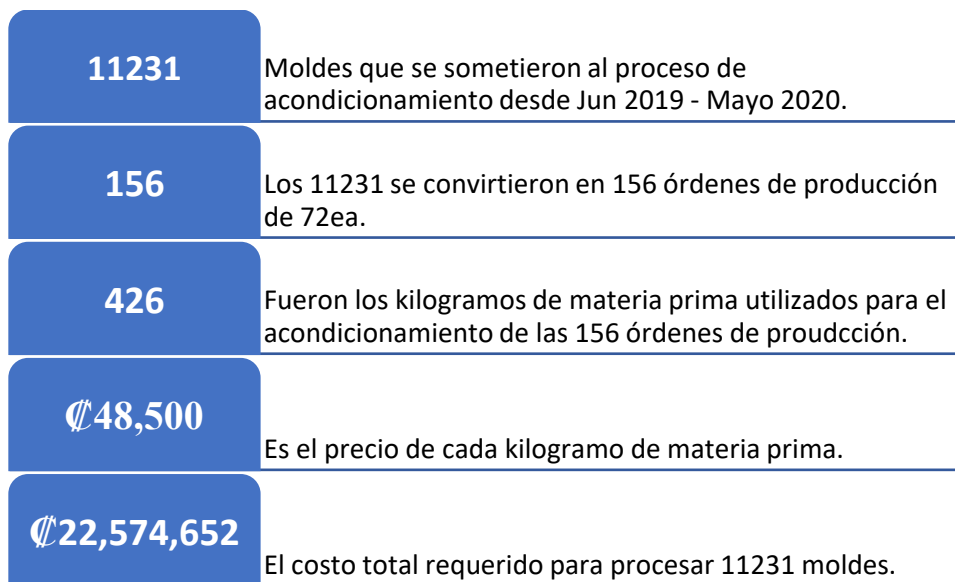 11231
Moldes que se sometieron al proceso de
acondicionamiento desde Jun 2019 - Mayo 2020.
156
Los 11231 se convirtieron en 156 órdenes de producción
de 72ea.
426
Fueron los kilogramos de materia prima utilizados para el
acondicionamiento de las 156 órdenes de proudcción.
₡48,500
Es el precio de cada kilogramo de materia prima.
₡22,574,652
El costo total requerido para procesar 11231 moldes.